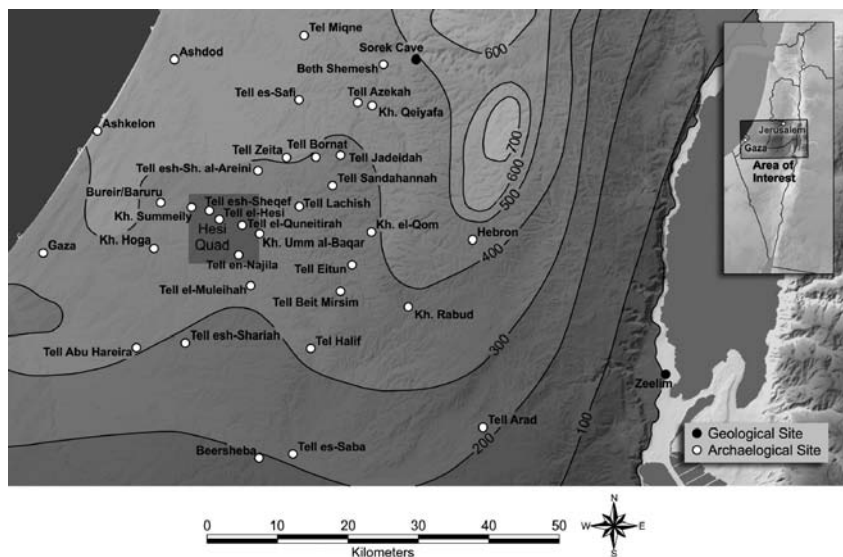 Tel Miqne
600
Ashdod
Sorek Cave
Beth Shemesh
Tell es-Safi
Tell Azekah
Kh. Qeiyafa
Ashkelon
700
Tell Zeita
Tell Bornat
Tell Jadeidah
600
Tell esh-Sh. al-Areini
Tell Sandahannah
500
Bureir/Baruru
Tell esh-Sheqef
Tell Lachish
Kh. Summeily
Tell el-Hesi
Tell el-Quneitirah
Kh. el-Qom
Hesi
Quad
Kh. Hoga
Kh. Umm al-Baqar
Hebron
400
Gaza
Tell en-Najila
Tell Eitun
Tell el-Muleihah
Tell Beit Mirsim
Kh. Rabud
Tell esh-Shariah
Tel Halif
300
Tell Abu Hareira
Zeelim
Tell Arad
100
200
Beersheba
Tell es-Saba
Jerusalem
Gaza
Area of
Interest
Geological Site
Archaelogical Site
0 10 20 30 40 50
Kilometers
N
W E
S